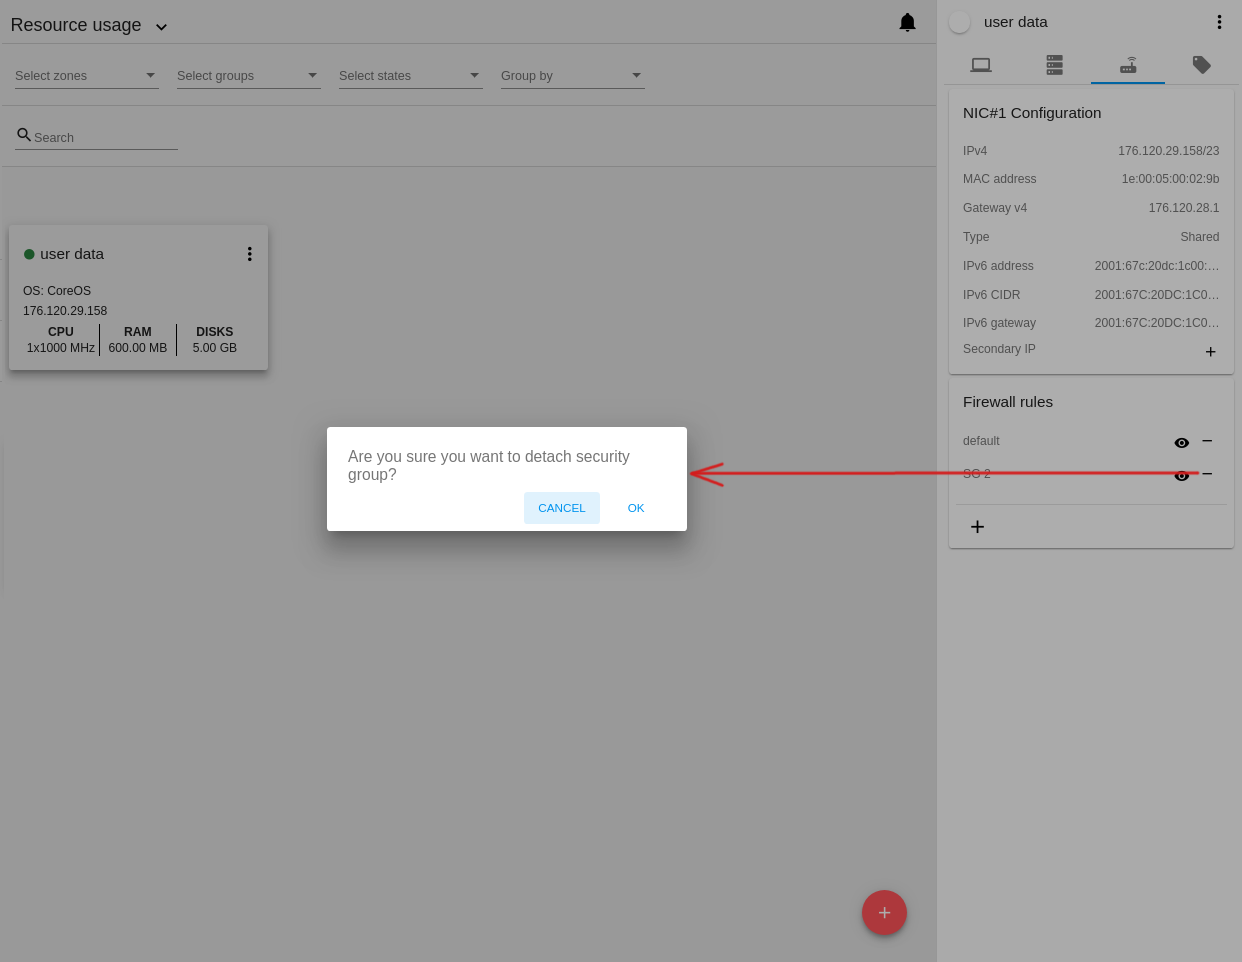 Resource usage
Select zones
Select groups
Select states
Group by
Search
user data
OS: CoreOS
176.120.29.158
CPU RAM DISKS
1x1000 MHz 600.00 MB 5.00 GB
Are you sure you want to detach security
group?
CANCEL OK
user data
NIC#1 Configuration
IPv4 176.120.29.158/23
MAC address 1e:00:05:00:02:9b
Gateway v4 176.120.28.1
Type Shared
IPv6 address 2001:67c:20dc:1c00:…
IPv6 CIDR 2001:67C:20DC:1C0…
IPv6 gateway 2001:67C:20DC:1C0…
Secondary IP +
Firewall rules
default
SG 2